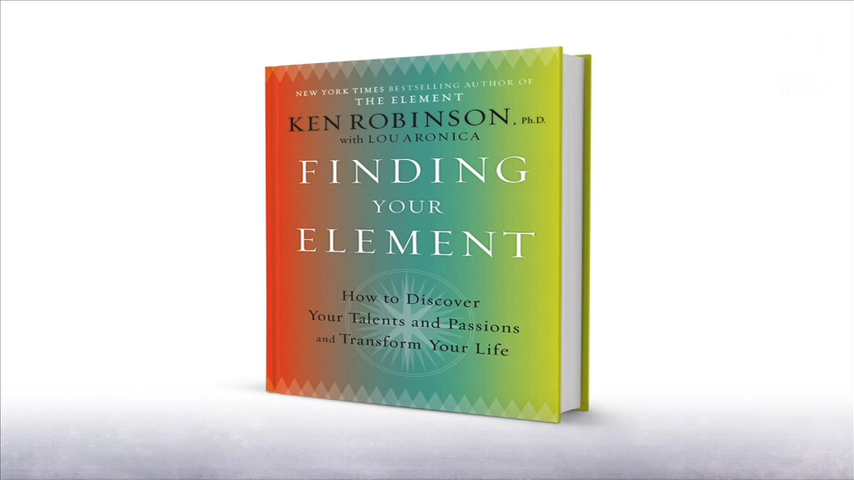 NEW YORK TIMES BESTSELLING AUTHOR OF
THE ELEMENT
KEN ROBINSON, Ph.D.
with LOU ARONICA
FINDING
YOUR
ELEMENT
How to Discover
Your Talents and Passions
and Transform Your Life